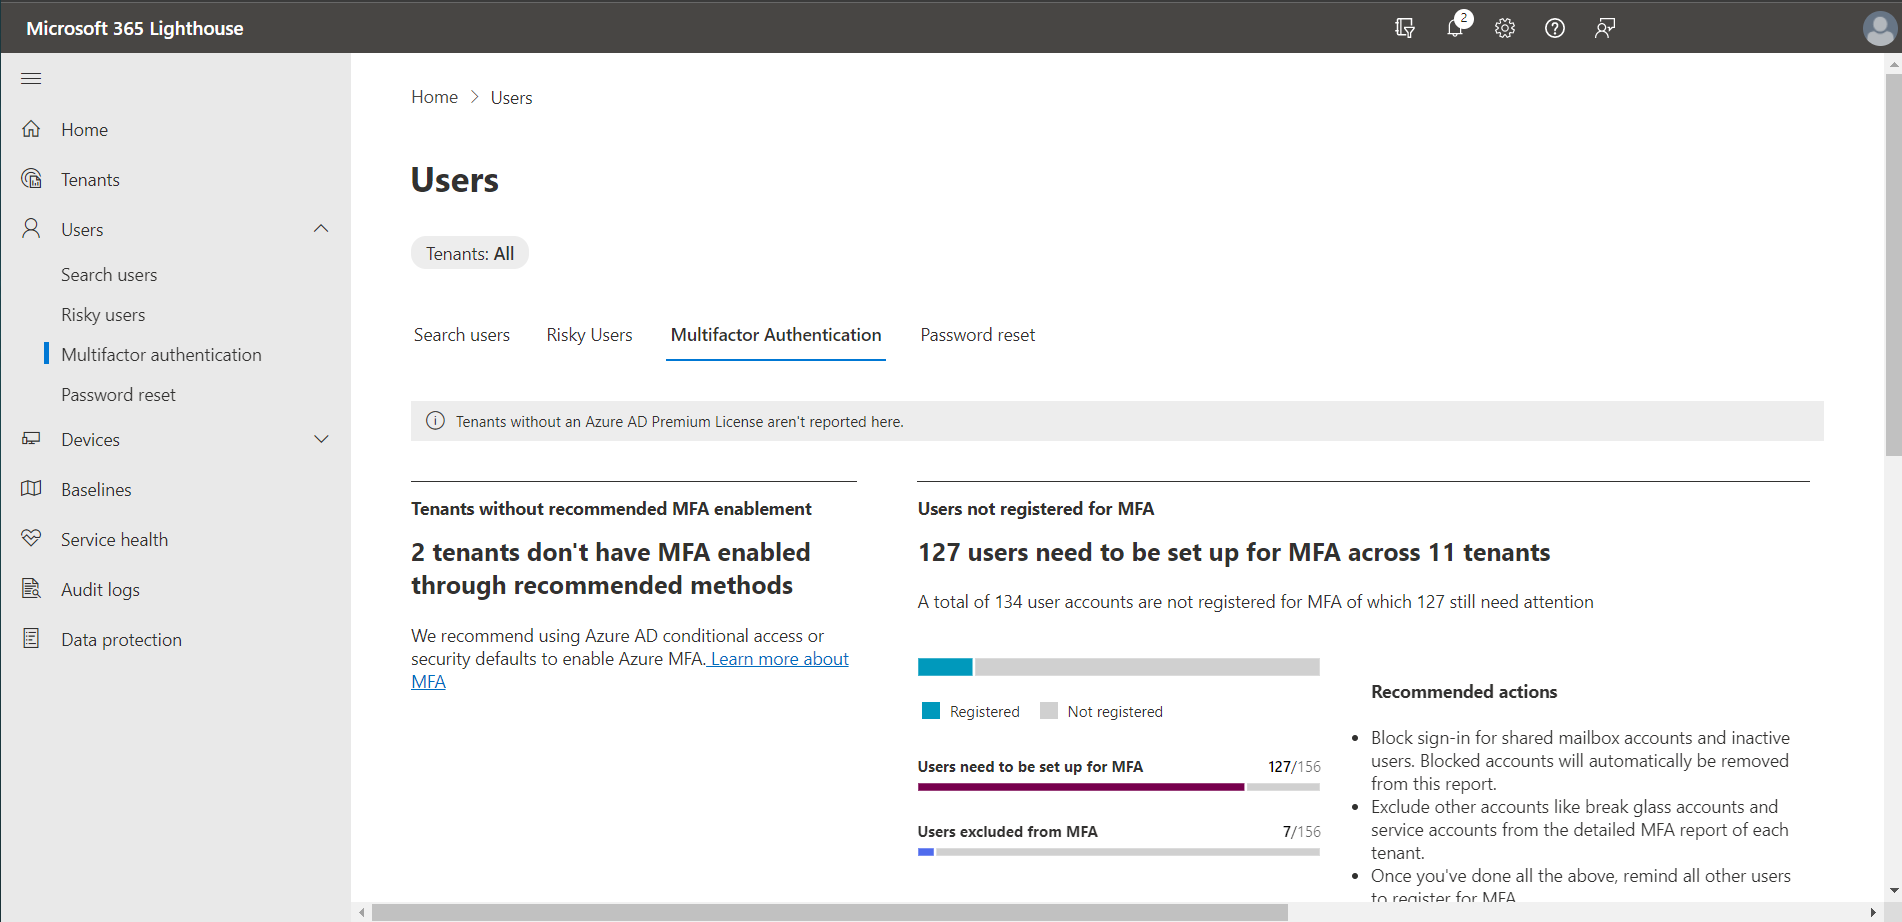 Microsoft 365 Lighthouse
2
Home
Tenants
Users
Search users
Risky users
Multifactor authentication
Password reset
Devices
Baselines
Service health
Audit logs
Data protection
Home > Users
Users
Tenants: All
Search users
Risky Users
Multifactor Authentication
Password reset
Tenants without an Azure AD Premium License aren't reported here.
Tenants without recommended MFA enablement
2 tenants don't have MFA enabled
through recommended methods
We recommend using Azure AD conditional access or
security defaults to enable Azure MFA. Learn more about
MFA
Users not registered for MFA
127 users need to be set up for MFA across 11 tenants
A total of 134 user accounts are not registered for MFA of which 127 still need attention
Registered
Not registered
Users need to be set up for MFA 127/156
Users excluded from MFA 7/156
Recommended actions
• Block sign-in for shared mailbox accounts and inactive
users. Blocked accounts will automatically be removed
from this report.
• Exclude other accounts like break glass accounts and
service accounts from the detailed MFA report of each
tenant.
• Once you've done all the above, remind all other users
to register for MFA